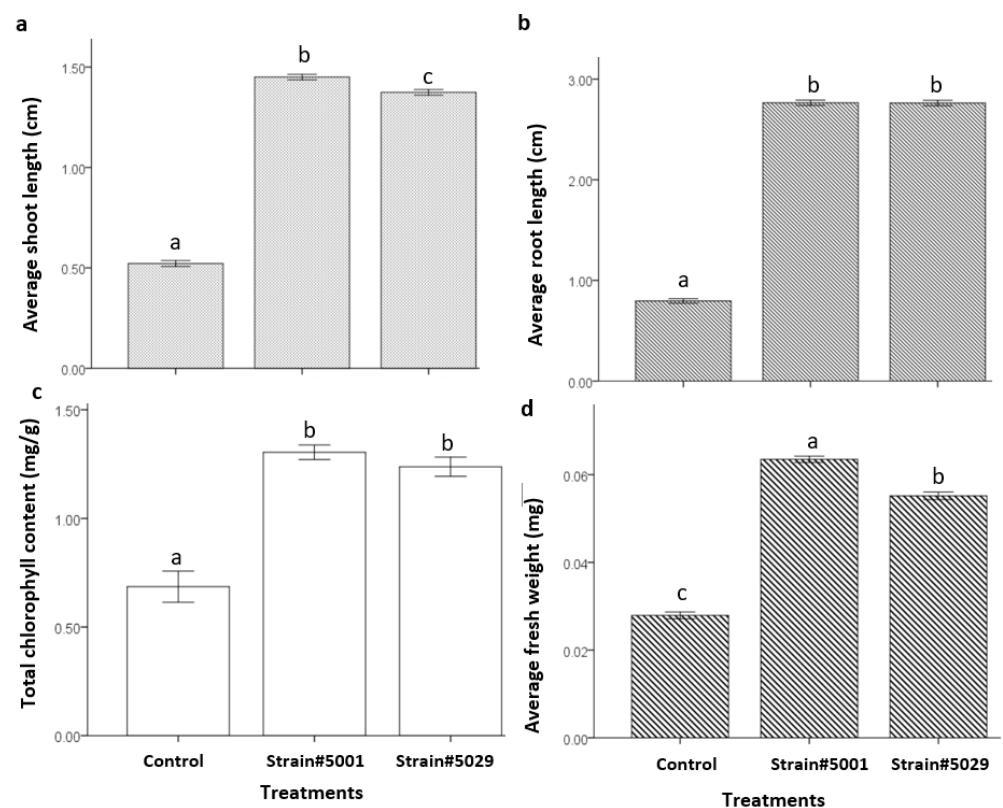 a
Average shoot length (cm)
1.50
1.00
0.50
0.00
a
b
c
b
Average root length (cm)
3.00
2.00
1.00
0.00
a
b
b
c
Total chlorophyll content (mg/g)
1.50
1.00
0.50
0.00
a
b
b
Control
Strain#5001
Strain#5029
Treatments
d
Average fresh weight (mg)
0.06
0.04
0.02
0.00
c
a
b
Control
Strain#5001
Strain#5029
Treatments